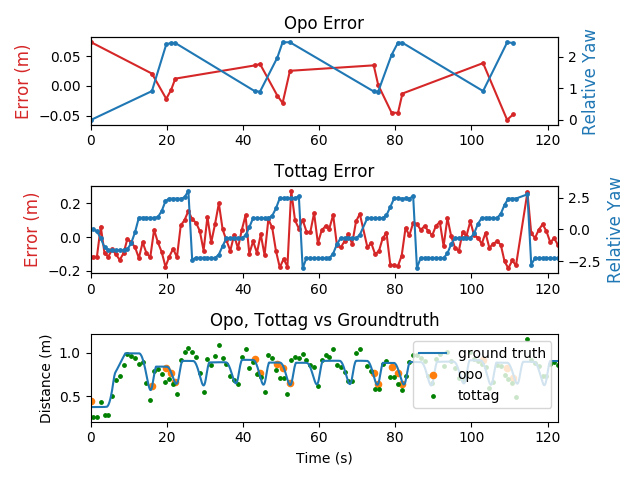 Opo Error
Error (m)
0.05
0.00
−0.05
2
1
0
Relative Yaw
0 20 40 60 80 100 120
Tottag Error
Error (m)
0.2
0.0
−0.2
2.5
0.0
−2.5
Relative Yaw
0 20 40 60 80 100 120
Opo, Tottag vs Groundtruth
Distance (m)
1.0
0.5
ground truth
opo
tottag
0 20 40 60 80 100 120
Time (s)